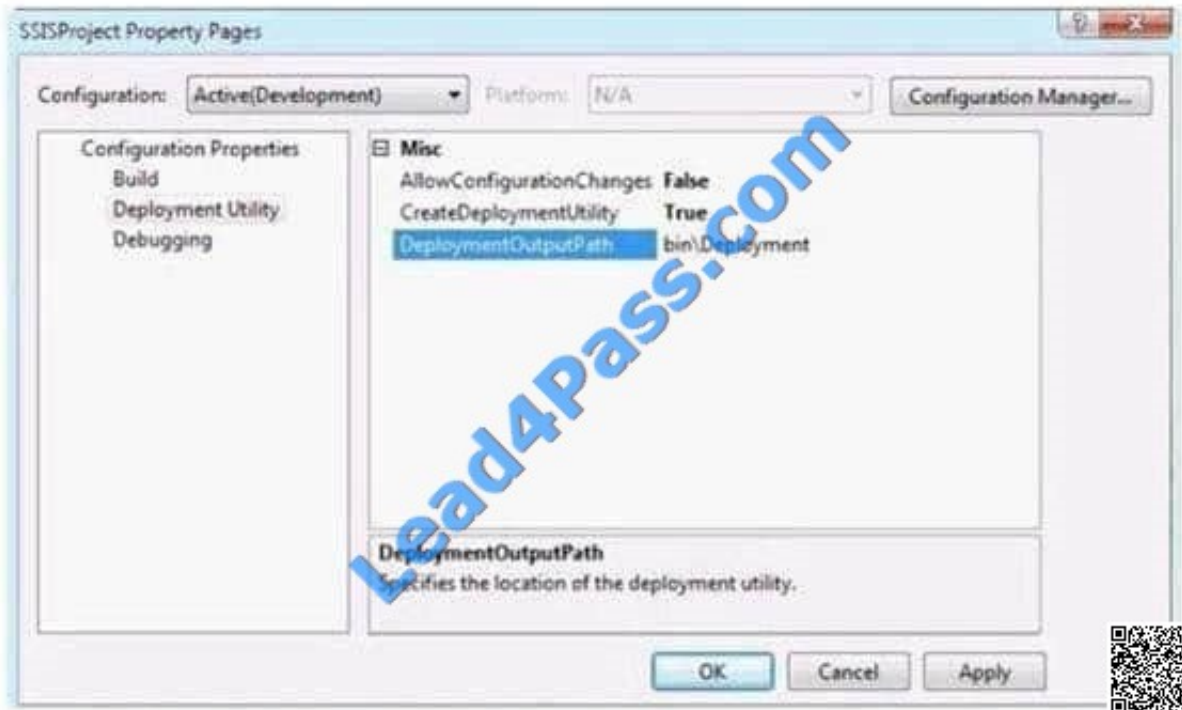 SSISProject Property Pages
Configuration: Active(Development) Platform: N/A Configuration Manager...
Configuration Properties
Build
Deployment Utility
Debugging
Misc
AllowConfigurationChanges False
CreateDeploymentUtility True
DeploymentOutputPath bin\Deployment
Lead4Pass.com
DeploymentOutputPath
Specifies the location of the deployment utility.
OK Cancel Apply